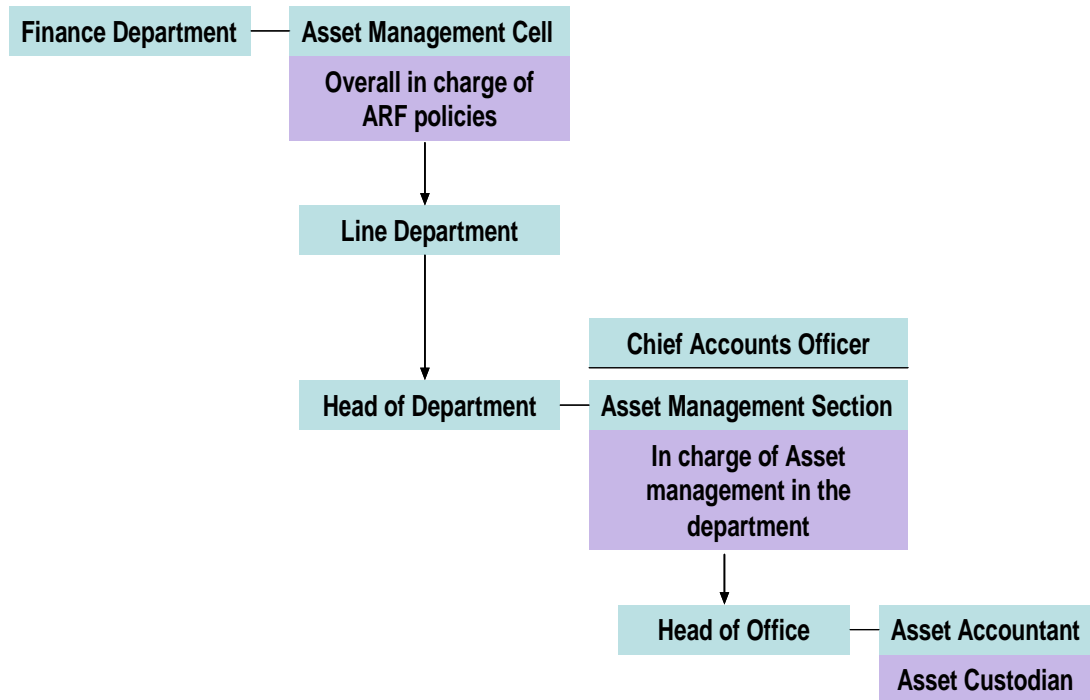 Finance Department
Asset Management Cell
Overall in charge of
ARF policies
Line Department
Chief Accounts Officer
Head of Department
Asset Management Section
In charge of Asset
management in the
department
Head of Office
Asset Accountant
Asset Custodian